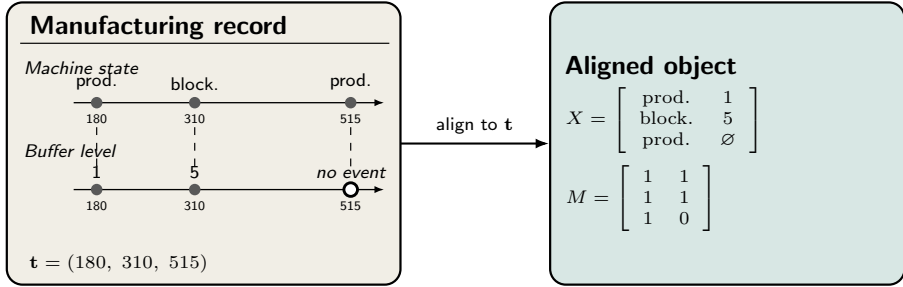 Manufacturing record
Machine state
prod. block. prod.
180 310 515
Buffer level
1 5 no event
180 310 515
t = (180, 310, 515)
align to t
Aligned object
X = [ prod. 1
block. 5
prod. ∅ ]
M = [ 1 1
1 1
1 0 ]